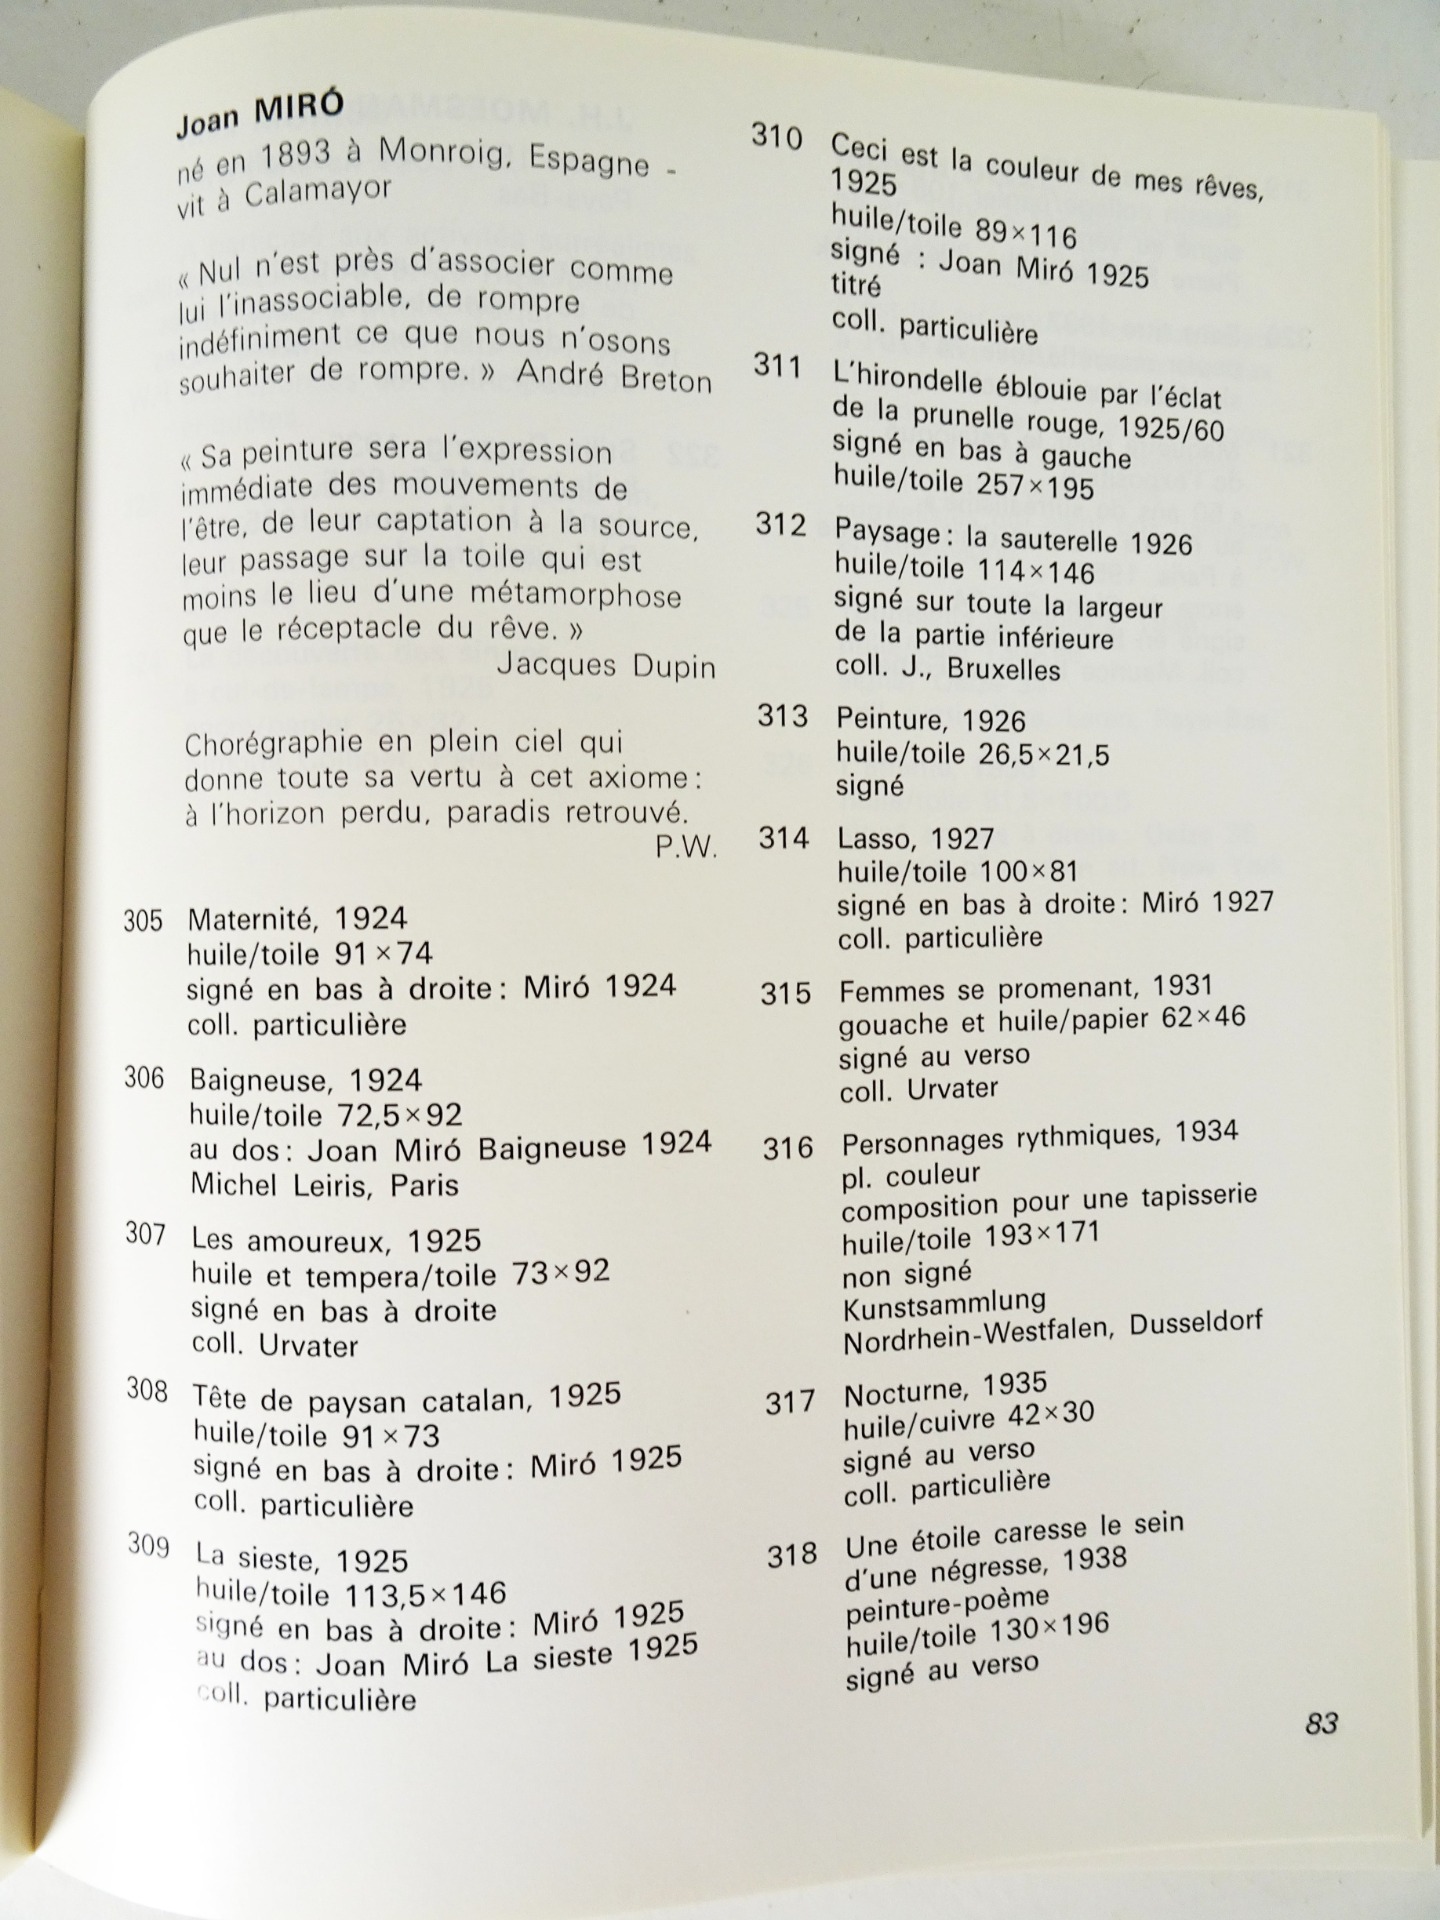 Joan MIRÓ
né en 1893 à Monroig, Espagne -
vit à Calamayor
« Nul n'est près d'associer comme
lui l'inassociable, de rompre
indéfiniment ce que nous n'osons
souhaiter de rompre. » André Breton
« Sa peinture sera l'expression
immédiate des mouvements de
l'être, de leur captation à la source,
leur passage sur la toile qui est
moins le lieu d'une métamorphose
que le réceptacle du rêve. »
Jacques Dupin
Chorégraphie en plein ciel qui
donne toute sa vertu à cet axiome :
à l'horizon perdu, paradis retrouvé.
P.W.
305 Maternité, 1924
huile/toile 91×74
signé en bas à droite : Miró 1924
coll. particulière
306 Baigneuse, 1924
huile/toile 72,5×92
au dos : Joan Miró Baigneuse 1924
Michel Leiris, Paris
307 Les amoureux, 1925
huile et tempera/toile 73×92
signé en bas à droite
coll. Urvater
308 Tête de paysan catalan, 1925
huile/toile 91×73
signé en bas à droite : Miró 1925
coll. particulière
309 La sieste, 1925
huile/toile 113,5×146
signé en bas à droite : Miró 1925
au dos : Joan Miró La sieste 1925
coll. particulière
310 Ceci est la couleur de mes rêves,
1925
huile/toile 89×116
signé : Joan Miró 1925
titré
coll. particulière
311 L'hirondelle éblouie par l'éclat
de la prunelle rouge, 1925/60
signé en bas à gauche
huile/toile 257×195
312 Paysage : la sauterelle 1926
huile/toile 114×146
signé sur toute la largeur
de la partie inférieure
coll. J., Bruxelles
313 Peinture, 1926
huile/toile 26,5×21,5
signé
314 Lasso, 1927
huile/toile 100×81
signé en bas à droite : Miró 1927
coll. particulière
315 Femmes se promenant, 1931
gouache et huile/papier 62×46
signé au verso
coll. Urvater
316 Personnages rythmiques, 1934
pl. couleur
composition pour une tapisserie
huile/toile 193×171
non signé
Kunstsammlung
Nordrhein-Westfalen, Dusseldorf
317 Nocturne, 1935
huile/cuivre 42×30
signé au verso
coll. particulière
318 Une étoile caresse le sein
d'une négresse, 1938
peinture-poème
huile/toile 130×196
signé au verso
83